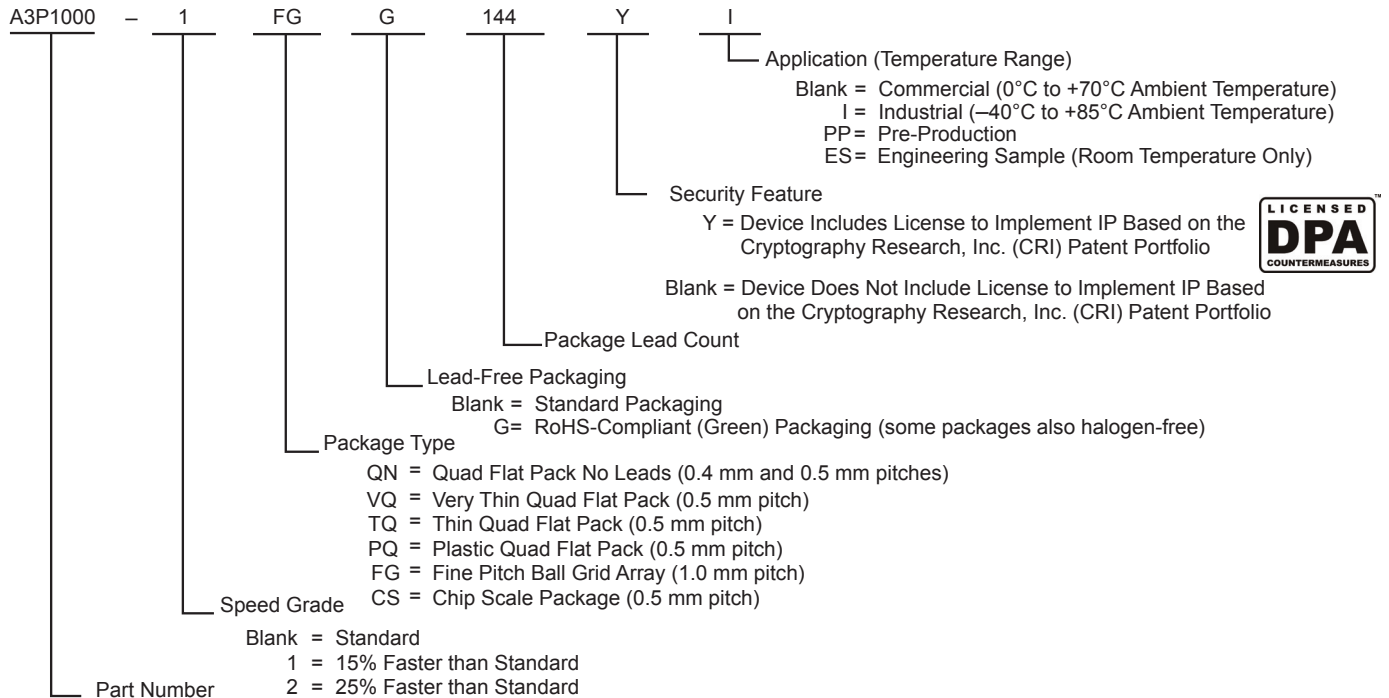 A3P1000 – 1 FG G 144 Y I
Application (Temperature Range)
Blank = Commercial (0°C to +70°C Ambient Temperature)
I = Industrial (–40°C to +85°C Ambient Temperature)
PP= Pre-Production
ES= Engineering Sample (Room Temperature Only)
Security Feature
Y = Device Includes License to Implement IP Based on the
Cryptography Research, Inc. (CRI) Patent Portfolio
LICENSED
DPA
COUNTERMEASURES
™
Blank = Device Does Not Include License to Implement IP Based
on the Cryptography Research, Inc. (CRI) Patent Portfolio
Package Lead Count
Lead-Free Packaging
Blank = Standard Packaging
G= RoHS-Compliant (Green) Packaging (some packages also halogen-free)
Package Type
QN = Quad Flat Pack No Leads (0.4 mm and 0.5 mm pitches)
VQ = Very Thin Quad Flat Pack (0.5 mm pitch)
TQ = Thin Quad Flat Pack (0.5 mm pitch)
PQ = Plastic Quad Flat Pack (0.5 mm pitch)
FG = Fine Pitch Ball Grid Array (1.0 mm pitch)
CS = Chip Scale Package (0.5 mm pitch)
Speed Grade
Blank = Standard
1 = 15% Faster than Standard
2 = 25% Faster than Standard
Part Number